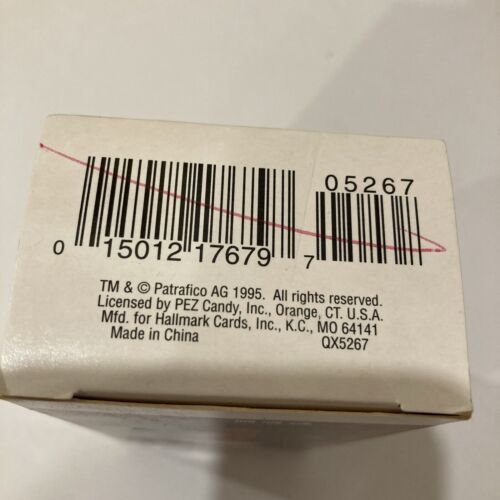 05267
0 15012 17679 7
TM & © Patrafico AG 1995. All rights reserved.
Licensed by PEZ Candy, Inc., Orange, CT. U.S.A.
Mfd. for Hallmark Cards, Inc., K.C., MO 64141
Made in China QX5267